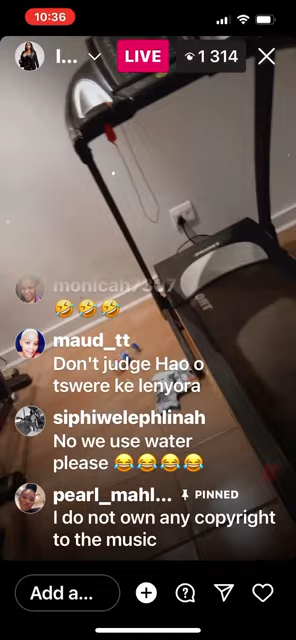 10:36
l...
LIVE
1 314
monicah7337
🤣🤣🤣
maud_tt
Don't judge Hao o
tswere ke lenyora
siphiwelephlinah
No we use water
please 😂😂😂😂
pearl_mahl... PINNED
I do not own any copyright
to the music
Add a...